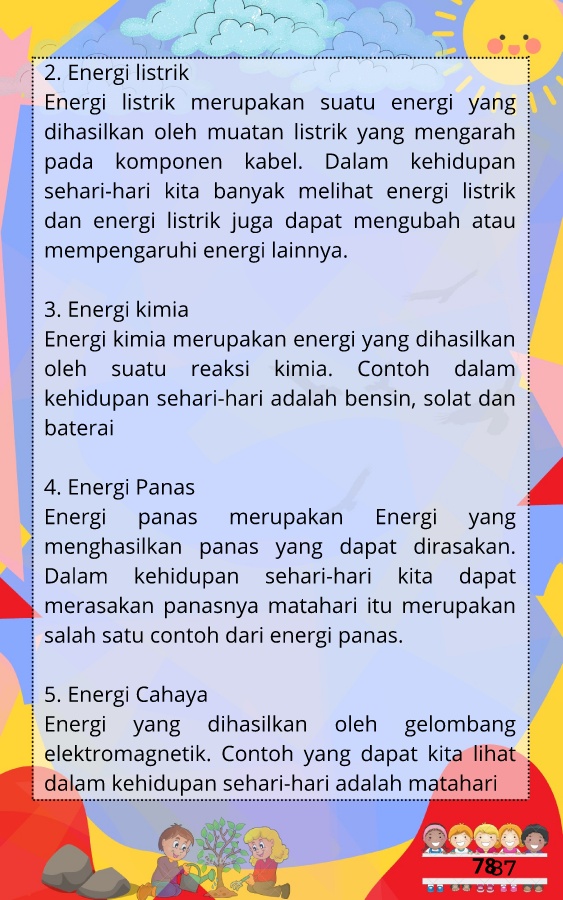 2. Energi listrik
Energi listrik merupakan suatu energi yang
dihasilkan oleh muatan listrik yang mengarah
pada komponen kabel. Dalam kehidupan
sehari-hari kita banyak melihat energi listrik
dan energi listrik juga dapat mengubah atau
mempengaruhi energi lainnya.
3. Energi kimia
Energi kimia merupakan energi yang dihasilkan
oleh suatu reaksi kimia. Contoh dalam
kehidupan sehari-hari adalah bensin, solat dan
baterai
4. Energi Panas
Energi panas merupakan Energi yang
menghasilkan panas yang dapat dirasakan.
Dalam kehidupan sehari-hari kita dapat
merasakan panasnya matahari itu merupakan
salah satu contoh dari energi panas.
5. Energi Cahaya
Energi yang dihasilkan oleh gelombang
elektromagnetik. Contoh yang dapat kita lihat
dalam kehidupan sehari-hari adalah matahari